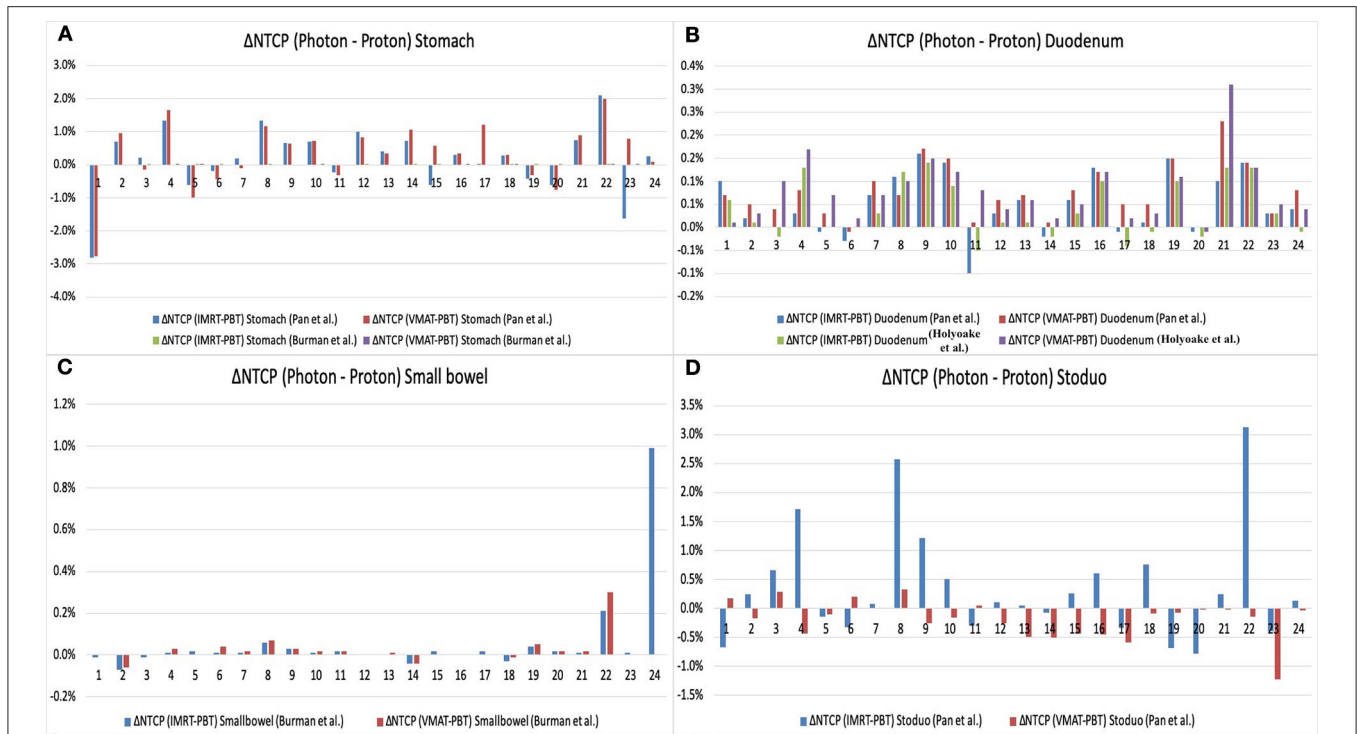 A
ΔNTCP (Photon - Proton) Stomach
3.0%
2.0%
1.0%
0.0%
-1.0%
-2.0%
-3.0%
-4.0%
1 2 3 4 5 6 7 8 9 10 11 12 13 14 15 16 17 18 19 20 21 22 23 24
ΔNTCP (IMRT-PBT) Stomach (Pan et al.) ΔNTCP (VMAT-PBT) Stomach (Pan et al.)
ΔNTCP (IMRT-PBT) Stomach (Burman et al.) ΔNTCP (VMAT-PBT) Stomach (Burman et al.)
B
ΔNTCP (Photon - Proton) Duodenum
0.4%
0.3%
0.3%
0.2%
0.2%
0.1%
0.1%
0.0%
-0.1%
-0.1%
-0.2%
1 2 3 4 5 6 7 8 9 10 11 12 13 14 15 16 17 18 19 20 21 22 23 24
ΔNTCP (IMRT-PBT) Duodenum (Pan et al.) ΔNTCP (VMAT-PBT) Duodenum (Pan et al.)
ΔNTCP (IMRT-PBT) Duodenum (Holyoake ΔNTCP (VMAT-PBT) Duodenum (Holyoake et al.)
et al.)
C
ΔNTCP (Photon - Proton) Small bowel
1.2%
1.0%
0.8%
0.6%
0.4%
0.2%
0.0%
-0.2%
1 2 3 4 5 6 7 8 9 10 11 12 13 14 15 16 17 18 19 20 21 22 23 24
ΔNTCP (IMRT-PBT) Smallbowel (Burman et al.) ΔNTCP (VMAT-PBT) Smallbowel (Burman et al.)
D
ΔNTCP (Photon - Proton) Stoduo
3.5%
3.0%
2.5%
2.0%
1.5%
1.0%
0.5%
0.0%
-0.5%
-1.0%
-1.5%
1 2 3 4 5 6 7 8 9 10 11 12 13 14 15 16 17 18 19 20 21 22 23 24
ΔNTCP (IMRT-PBT) Stoduo (Pan et al.) ΔNTCP (VMAT-PBT) Stoduo (Pan et al.)